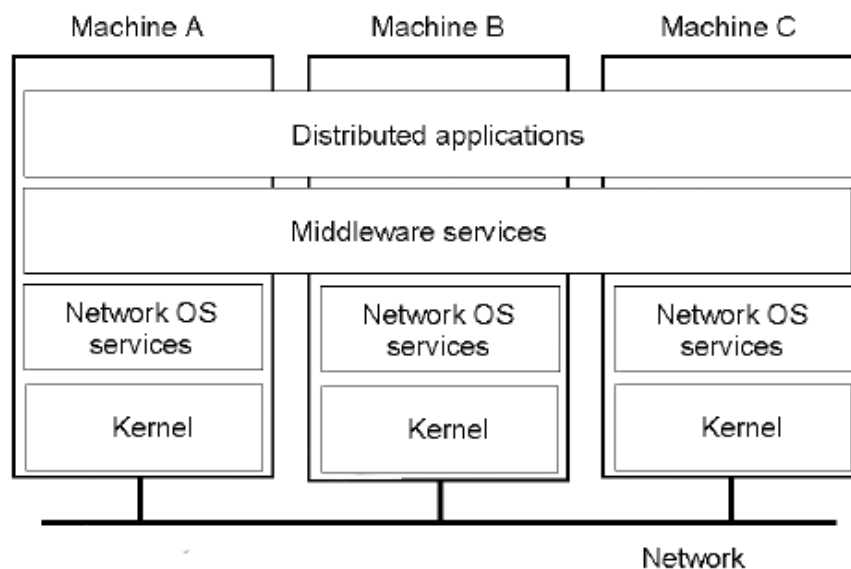 Machine A
Machine B
Machine C
Distributed applications
Middleware services
Network OS
services
Network OS
services
Network OS
services
Kernel
Kernel
Kernel
Network